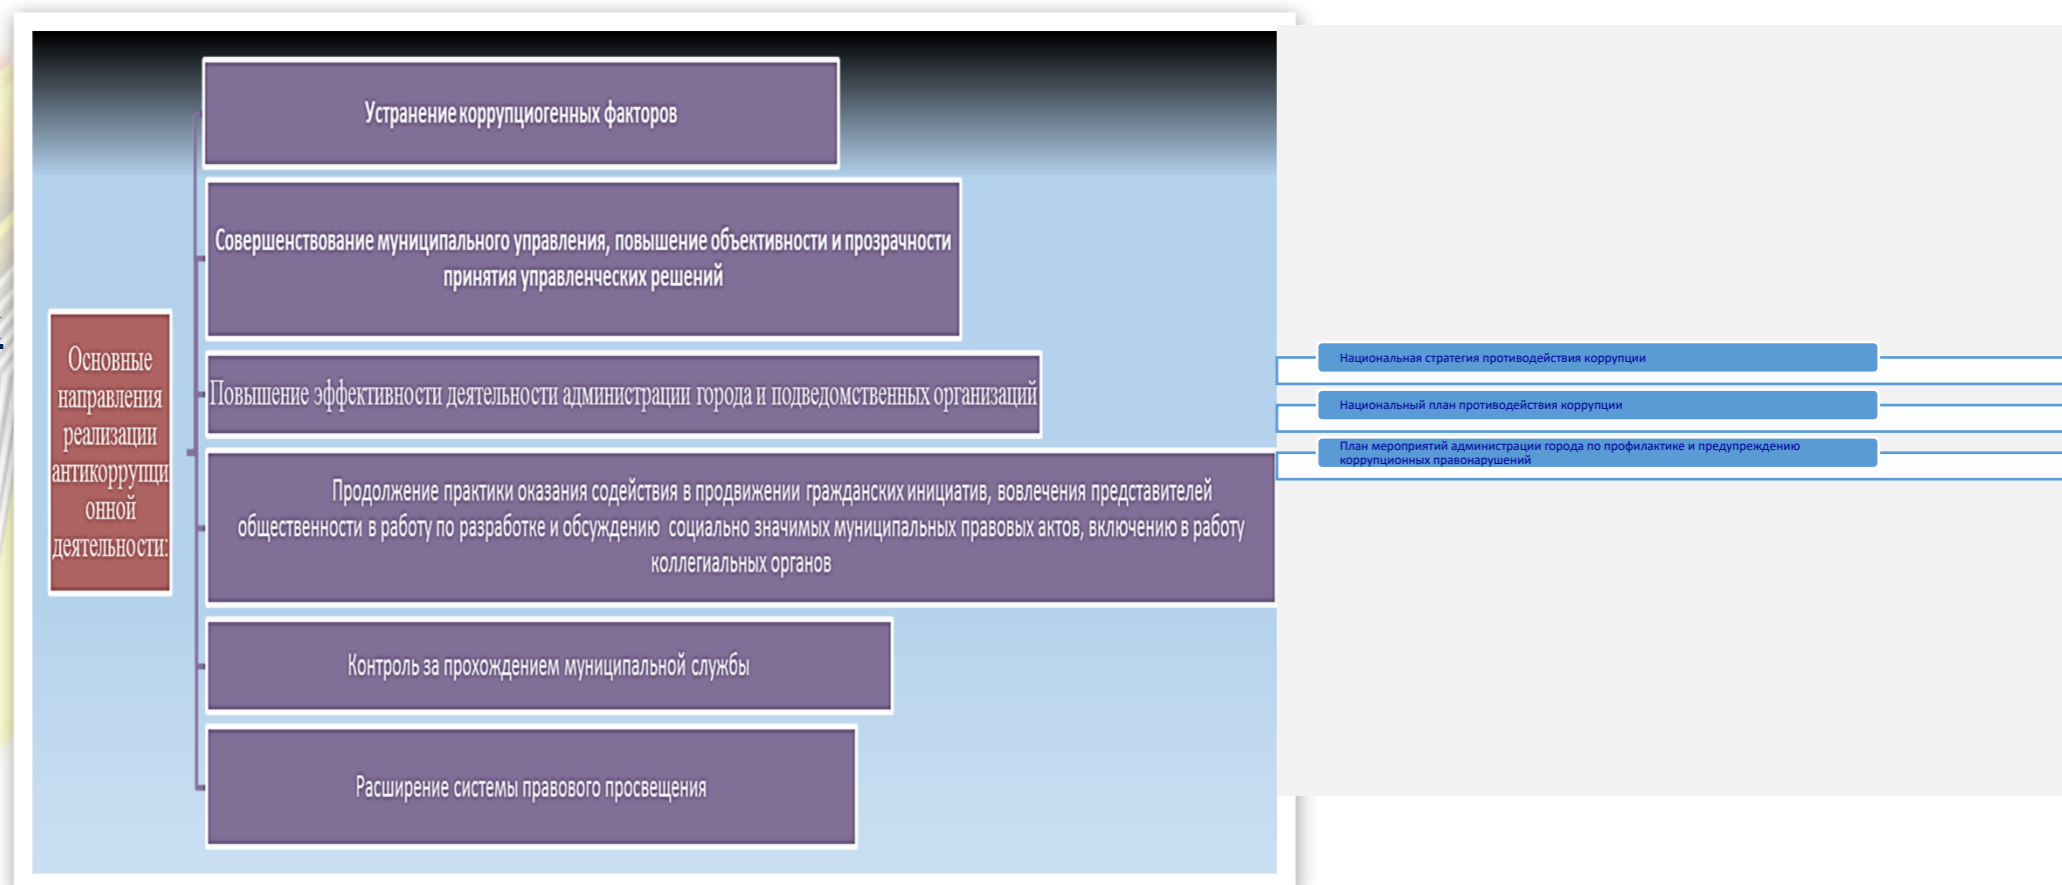 Основные
направления
реализации
антикоррупци
онной
деятельности:
Устранение коррупциогенных факторов
Совершенствование муниципального управления, повышение объективности и прозрачности
принятия управленческих решений
Повышение эффективности деятельности администрации города и подведомственных организаций
Продолжение практики оказания содействия в продвижении гражданских инициатив, вовлечения представителей
общественности в работу по разработке и обсуждению социально значимых муниципальных правовых актов, включению в работу
коллегиальных органов
Контроль за прохождением муниципальной службы
Расширение системы правового просвещения
Национальная стратегия противодействия коррупции
Национальный план противодействия коррупции
План мероприятий администрации города по профилактике и предупреждению
коррупционных правонарушений